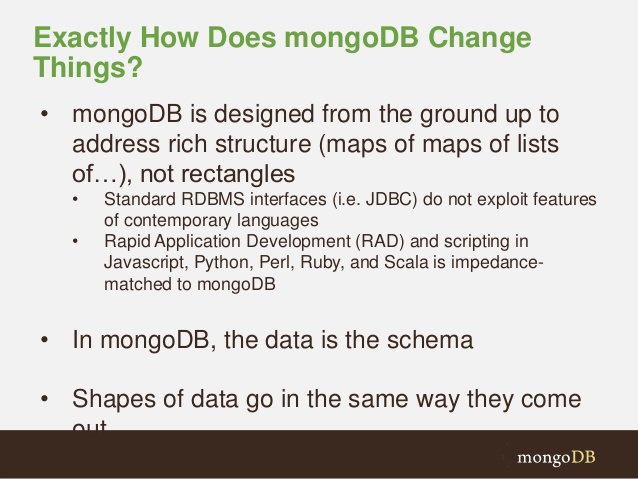 Exactly How Does mongoDB Change
Things?
• mongoDB is designed from the ground up to
address rich structure (maps of maps of lists
of…), not rectangles
• Standard RDBMS interfaces (i.e. JDBC) do not exploit features
of contemporary languages
• Rapid Application Development (RAD) and scripting in
Javascript, Python, Perl, Ruby, and Scala is impedance-
matched to mongoDB
• In mongoDB, the data is the schema
• Shapes of data go in the same way they come
out
mongoDB